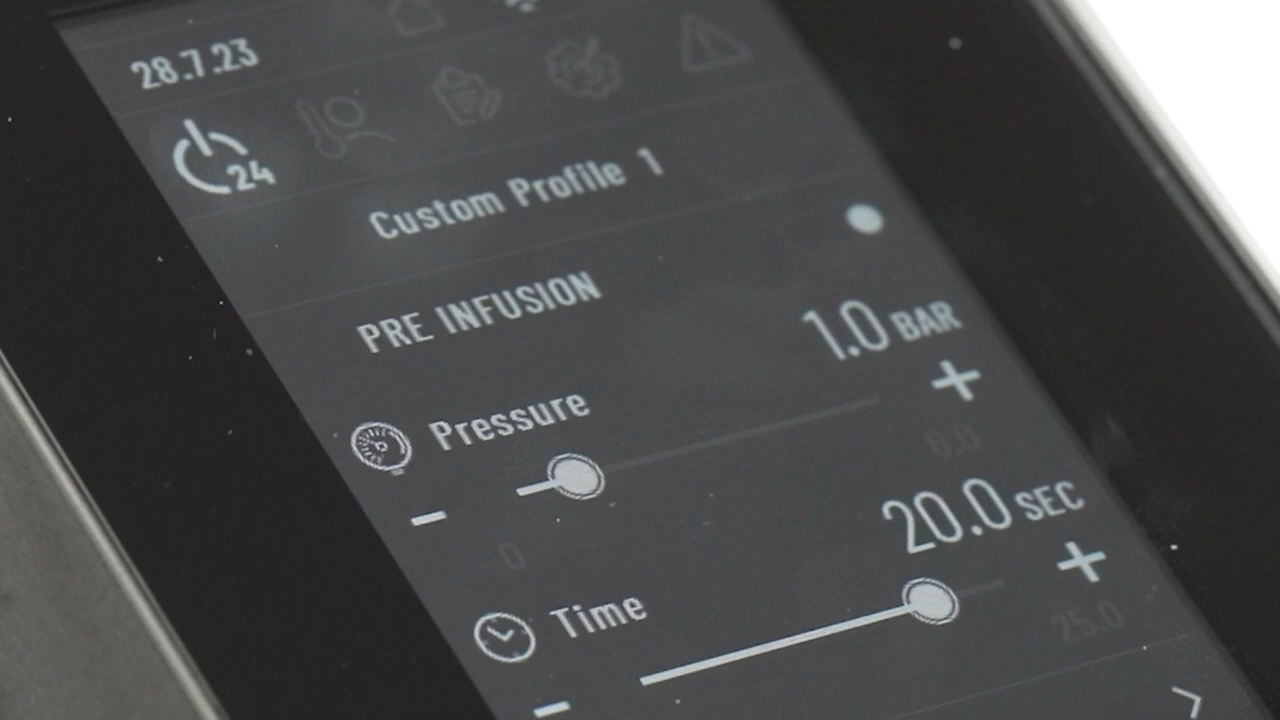 28.7.23
24
Custom Profile 1
PRE INFUSION
1.0 BAR
Pressure
6.0
0
20.0 SEC
Time
25.0